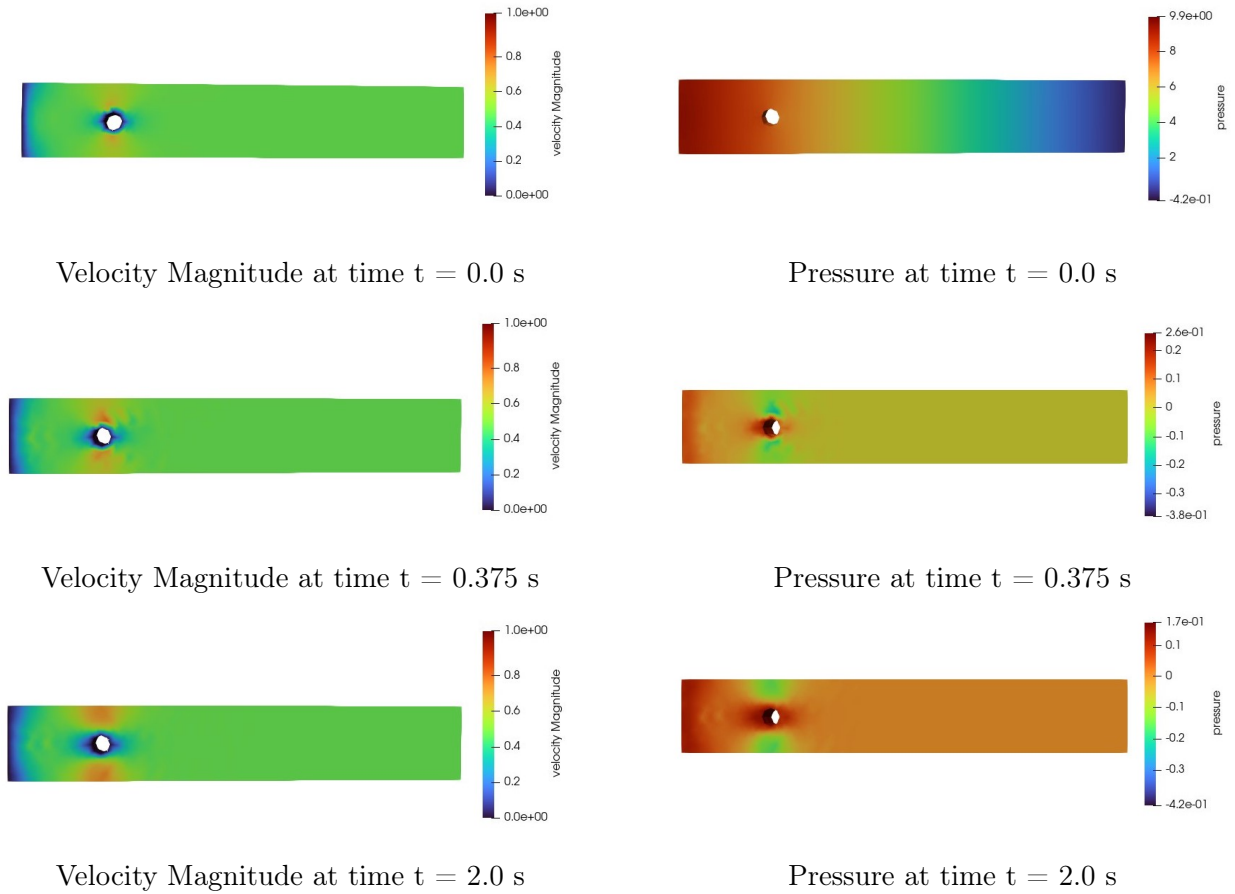 1.0e+00
0.8
0.6
0.4
0.2
0.0e+00
velocity Magnitude
9.9e+00
8
6
4
2
-4.2e-01
pressure
Velocity Magnitude at time t = 0.0 s
Pressure at time t = 0.0 s
1.0e+00
0.8
0.6
0.4
0.2
0.0e+00
velocity Magnitude
2.6e-01
0.2
0.1
0
-0.1
-0.2
-0.3
-3.8e-01
pressure
Velocity Magnitude at time t = 0.375 s
Pressure at time t = 0.375 s
1.0e+00
0.8
0.6
0.4
0.2
0.0e+00
velocity Magnitude
1.7e-01
0.1
0
-0.1
-0.2
-0.3
-4.2e-01
pressure
Velocity Magnitude at time t = 2.0 s
Pressure at time t = 2.0 s